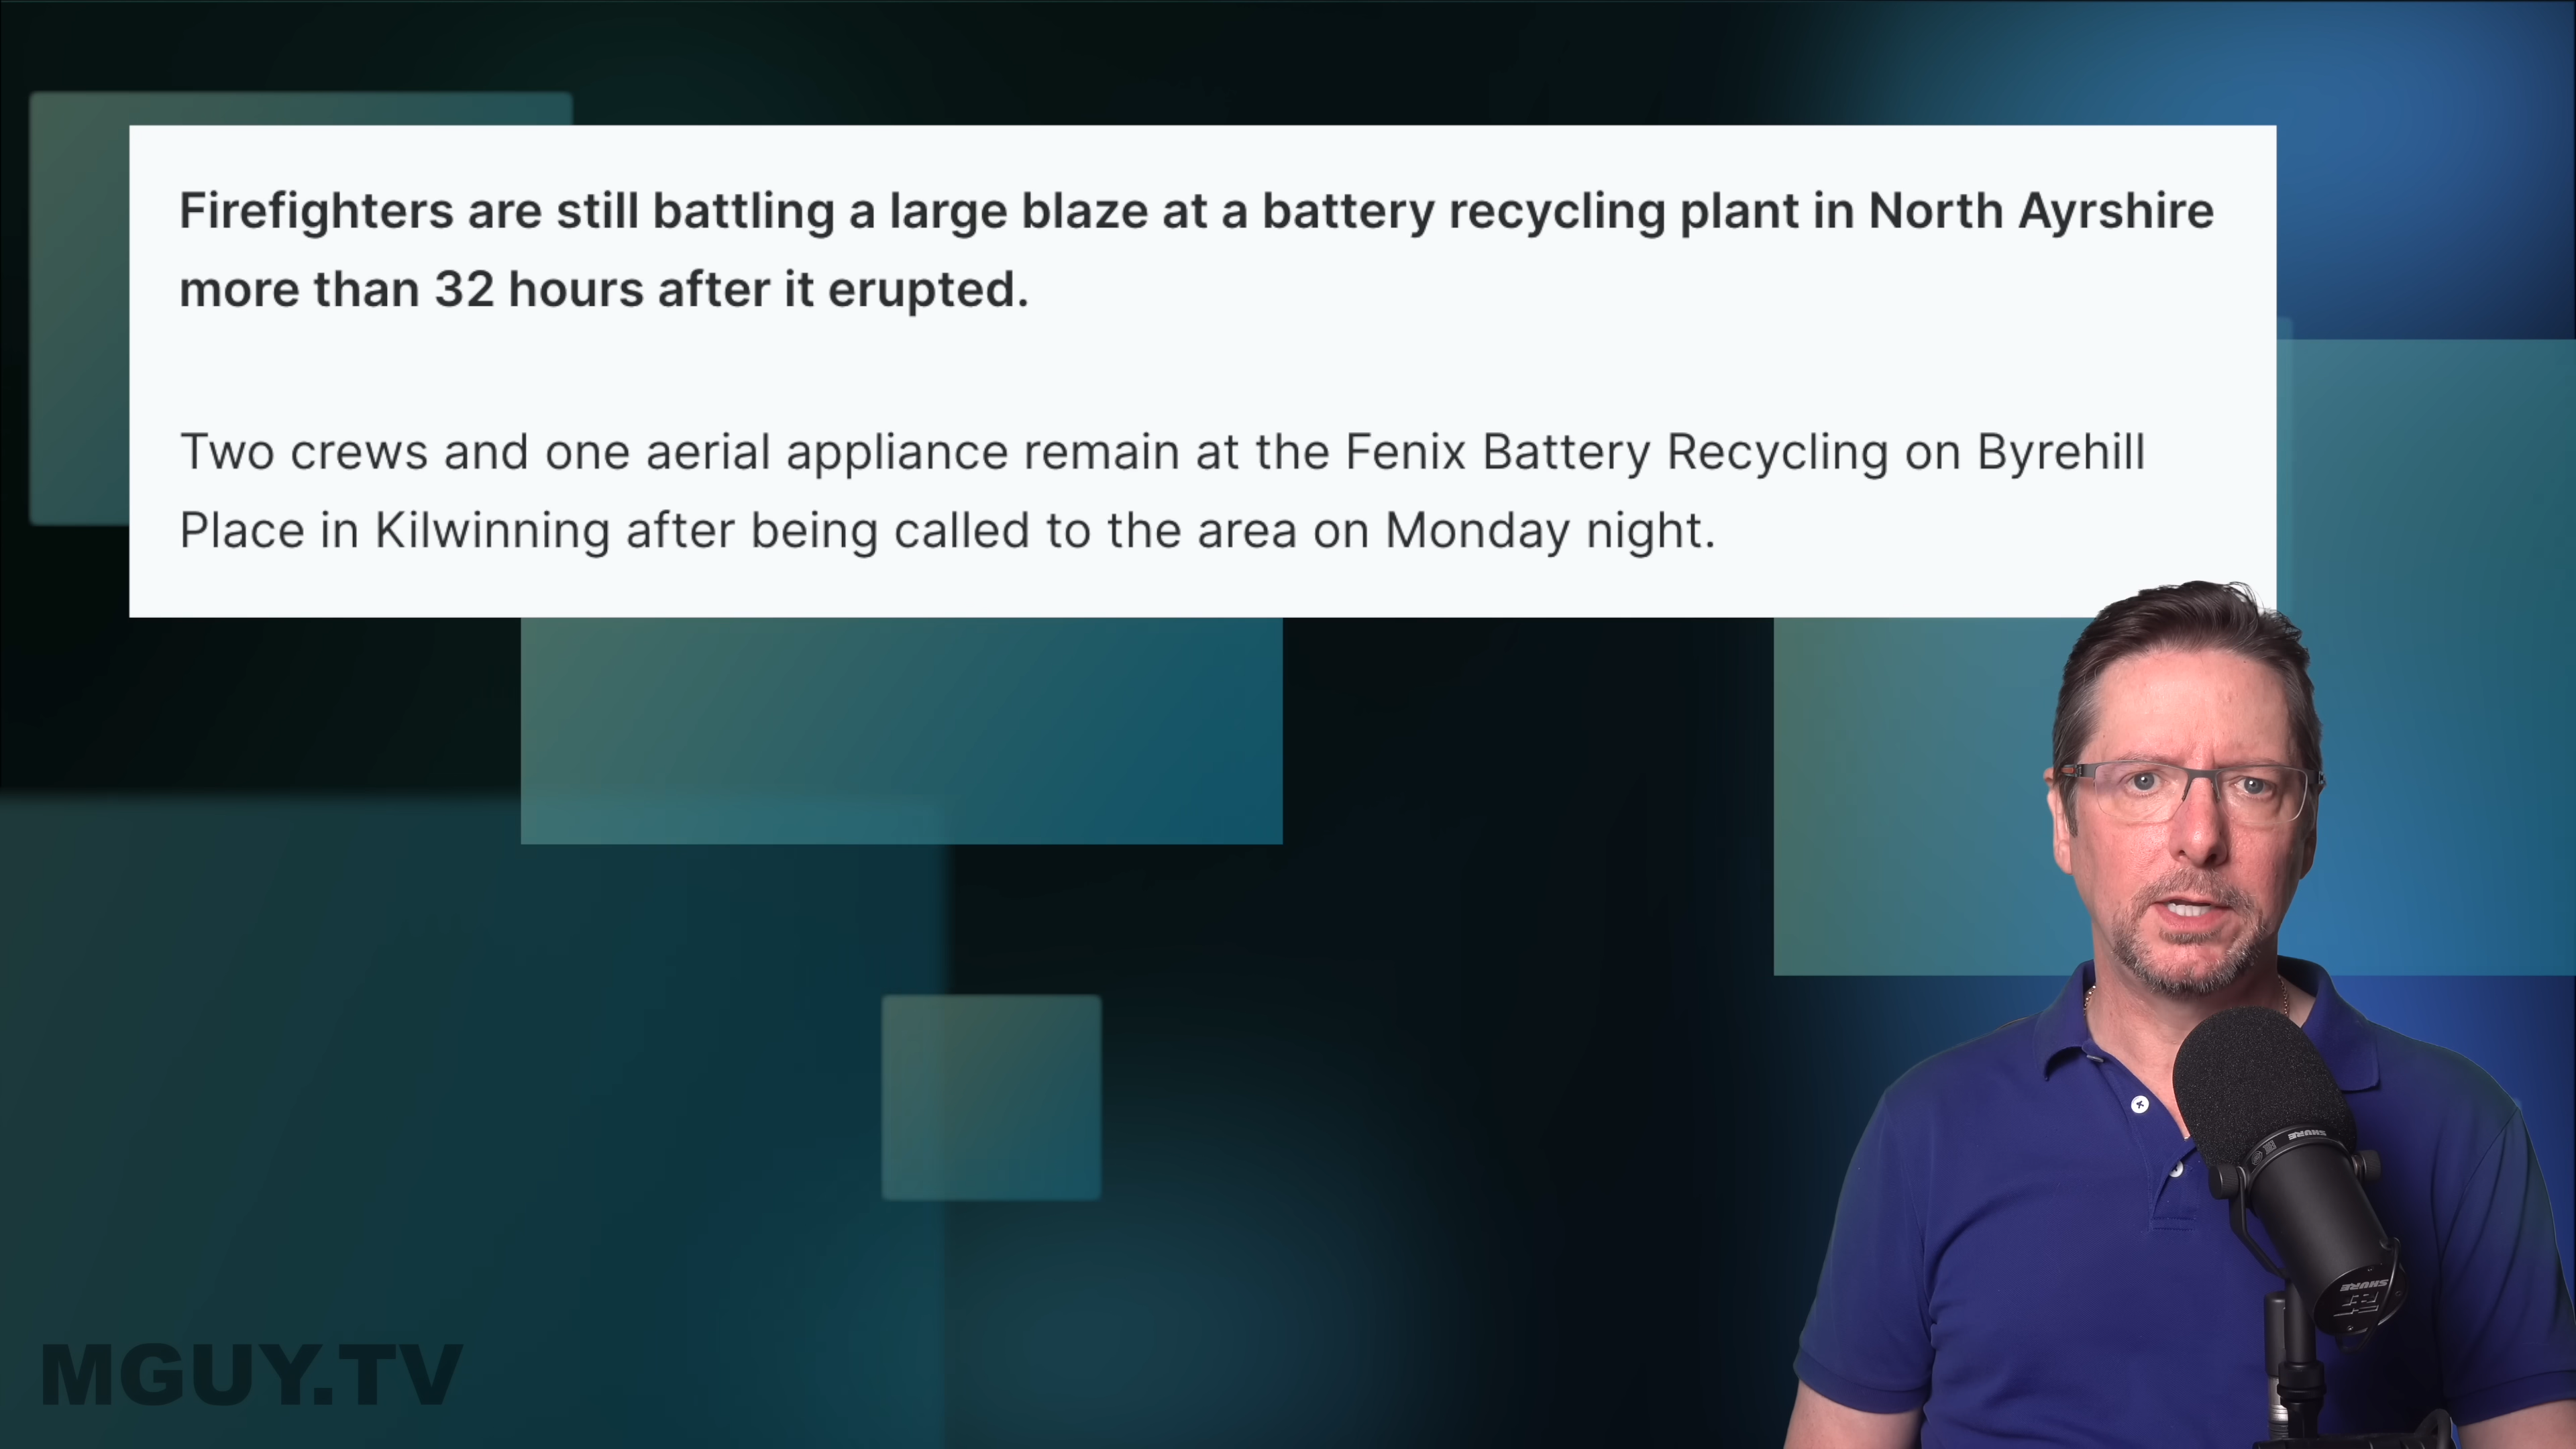 Firefighters are still battling a large blaze at a battery recycling plant in North Ayrshire
more than 32 hours after it erupted.
Two crews and one aerial appliance remain at the Fenix Battery Recycling on Byrehill
Place in Kilwinning after being called to the area on Monday night.
SHURE
SHURE
MGUY.TV